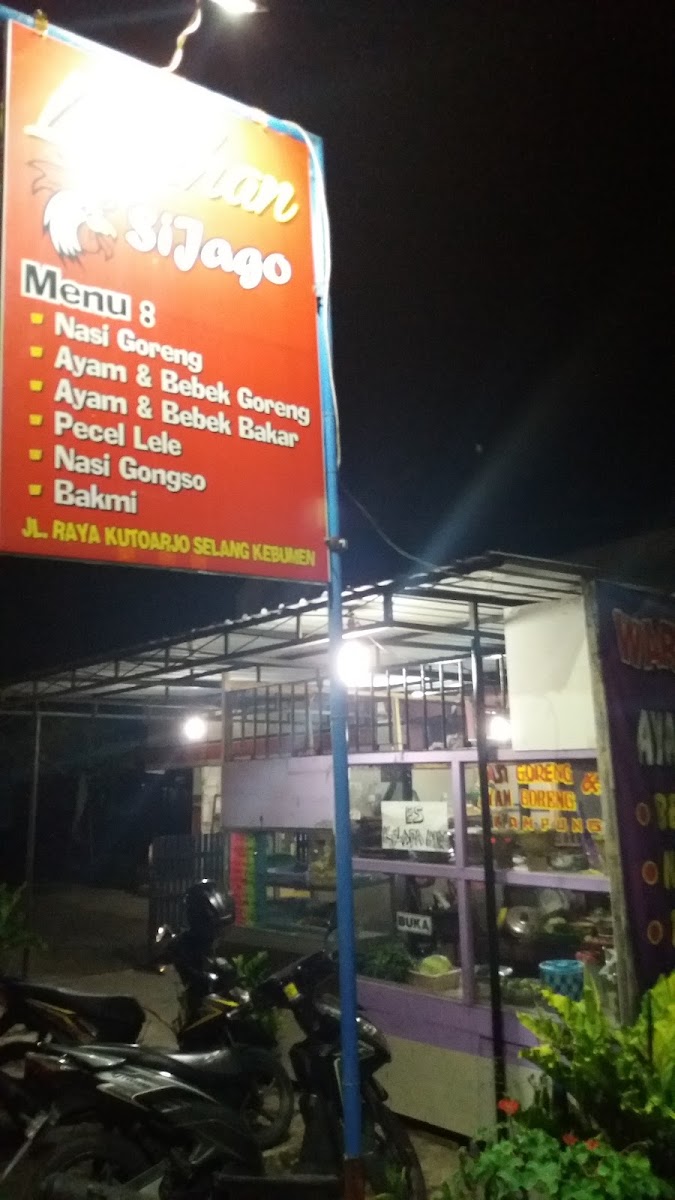 SiJago
Menu 8
Nasi Goreng
Ayam & Bebek Goreng
Ayam & Bebek Bakar
Pecel Lele
Nasi Gongso
Bakmi
JL. RAYA KUTOARJO SELANG KEBUMEN
GORENG
GORENG
ES
BUKA